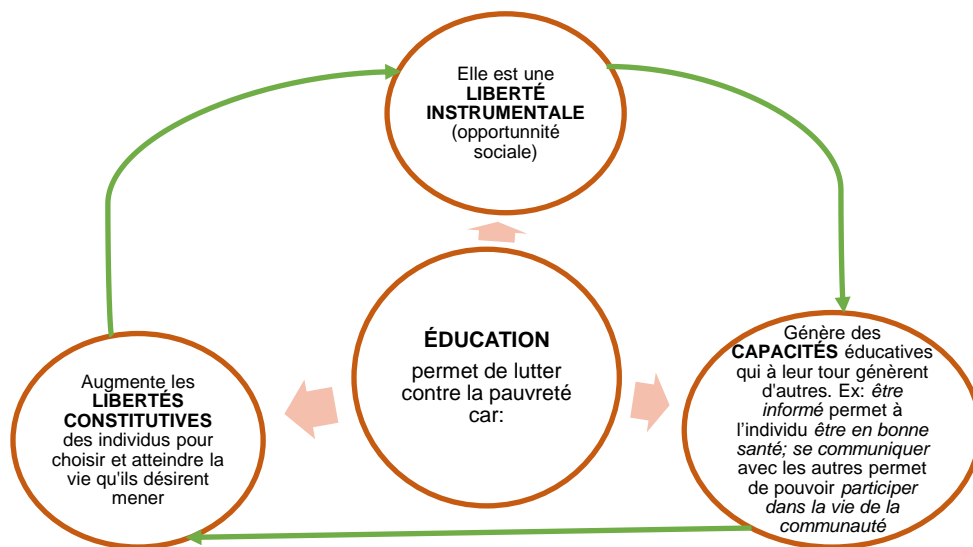 Elle est une
LIBERTÉ
INSTRUMENTALE
(opportunnité
sociale)
ÉDUCATION
permet de lutter
contre la pauvreté
car:
Génère des
CAPACITÉS éducatives
qui à leur tour génèrent
d'autres. Ex: être
informé permet à
l'individu être en bonne
santé; se communiquer
avec les autres permet
de pouvoir participer
dans la vie de la
communauté
Augmente les
LIBERTÉS
CONSTITUTIVES
des individus pour
choisir et atteindre la
vie qu'ils désirent
mener